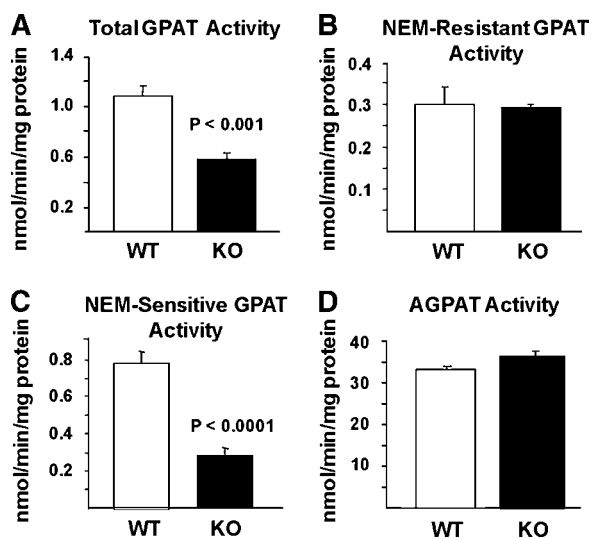 A
Total GPAT Activity
nmol/min/mg protein
1.4
1.0
0.6
0.2
P < 0.001
WT
KO
B
NEM-Resistant GPAT
Activity
nmol/min/mg protein
0.4
0.3
0.2
0.1
WT
KO
C
NEM-Sensitive GPAT
Activity
nmol/min/mg protein
0.8
0.6
0.4
0.2
P < 0.0001
WT
KO
D
AGPAT Activity
nmol/min/mg protein
40
30
20
10
WT
KO